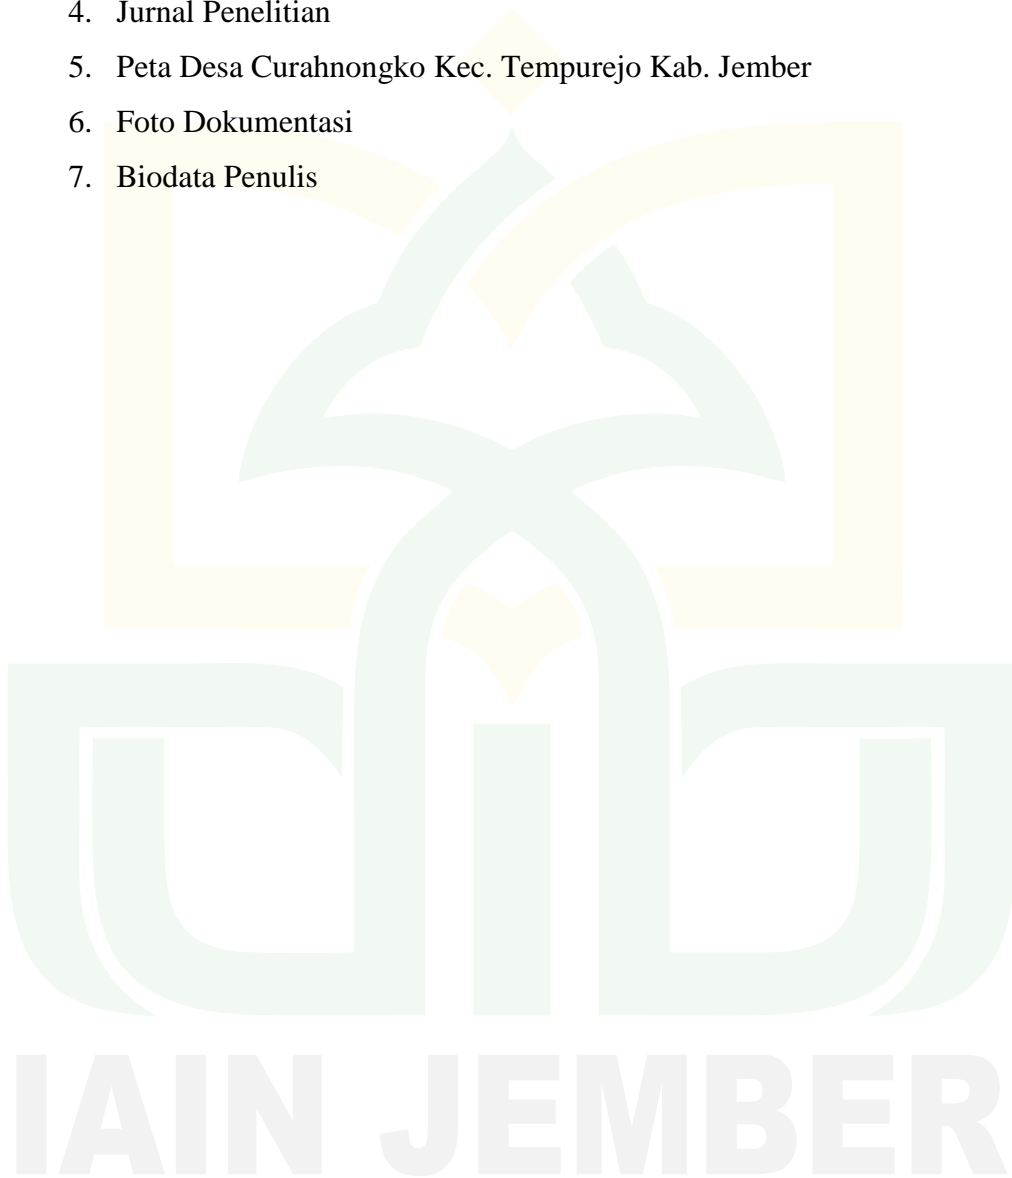 4. Jurnal Penelitian
5. Peta Desa Curahnongko Kec. Tempurejo Kab. Jember
6. Foto Dokumentasi
7. Biodata Penulis
IAIN JEMBER